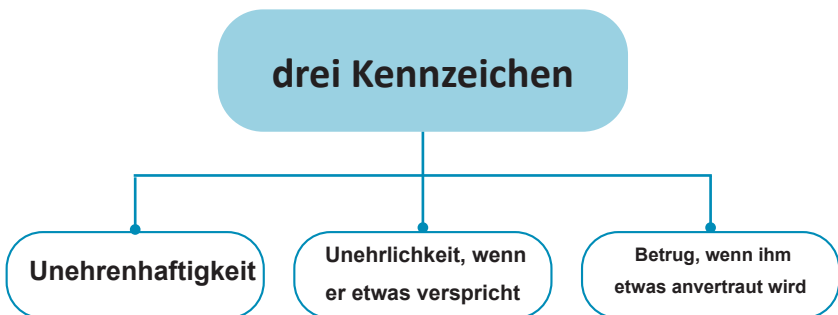 drei Kennzeichen
Unehrenhaftigkeit
Unehrlichkeit, wenn
er etwas verspricht
Betrug, wenn ihm
etwas anvertraut wird